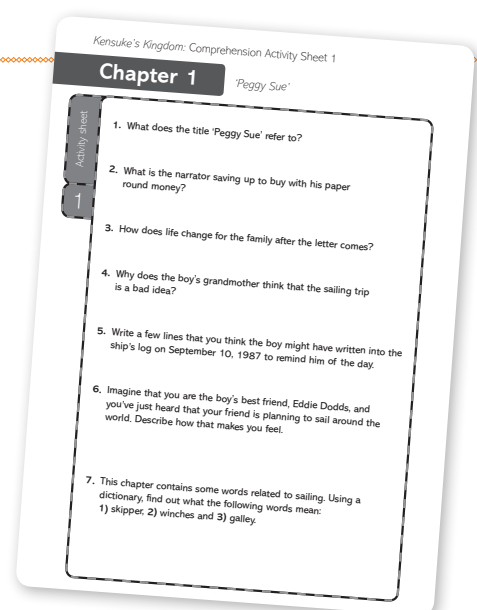 Kensuke's Kingdom: Comprehension Activity Sheet 1
Chapter 1
'Peggy Sue'
Activity sheet
1
1. What does the title 'Peggy Sue' refer to?
2. What is the narrator saving up to buy with his paper
round money?
3. How does life change for the family after the letter comes?
4. Why does the boy's grandmother think that the sailing trip
is a bad idea?
5. Write a few lines that you think the boy might have written into the
ship's log on September 10, 1987 to remind him of the day.
6. Imagine that you are the boy's best friend, Eddie Dodds, and
you've just heard that your friend is planning to sail around the
world. Describe how that makes you feel.
7. This chapter contains some words related to sailing. Using a
dictionary, find out what the following words mean:
1) skipper, 2) winches and 3) galley.